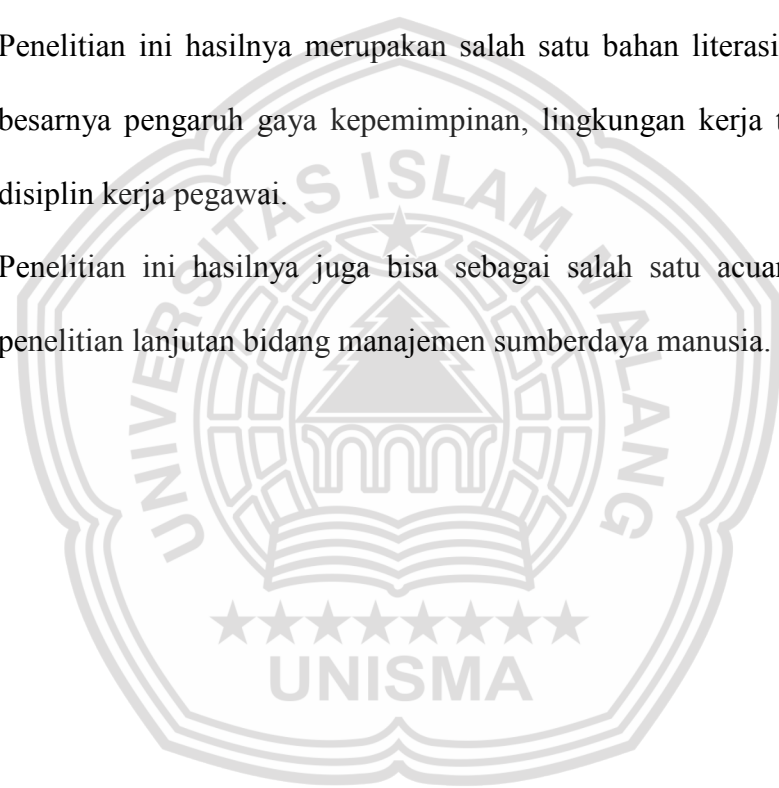 Penelitian ini hasilnya merupakan salah satu bahan literasi
besarnya pengaruh gaya kepemimpinan, lingkungan kerja
disiplin kerja pegawai.
Penelitian ini hasilnya juga bisa sebagai salah satu acuan
penelitian lanjutan bidang manajemen sumberdaya manusia.
UNIVERSITAS ISLAM MALANG
UNISMA